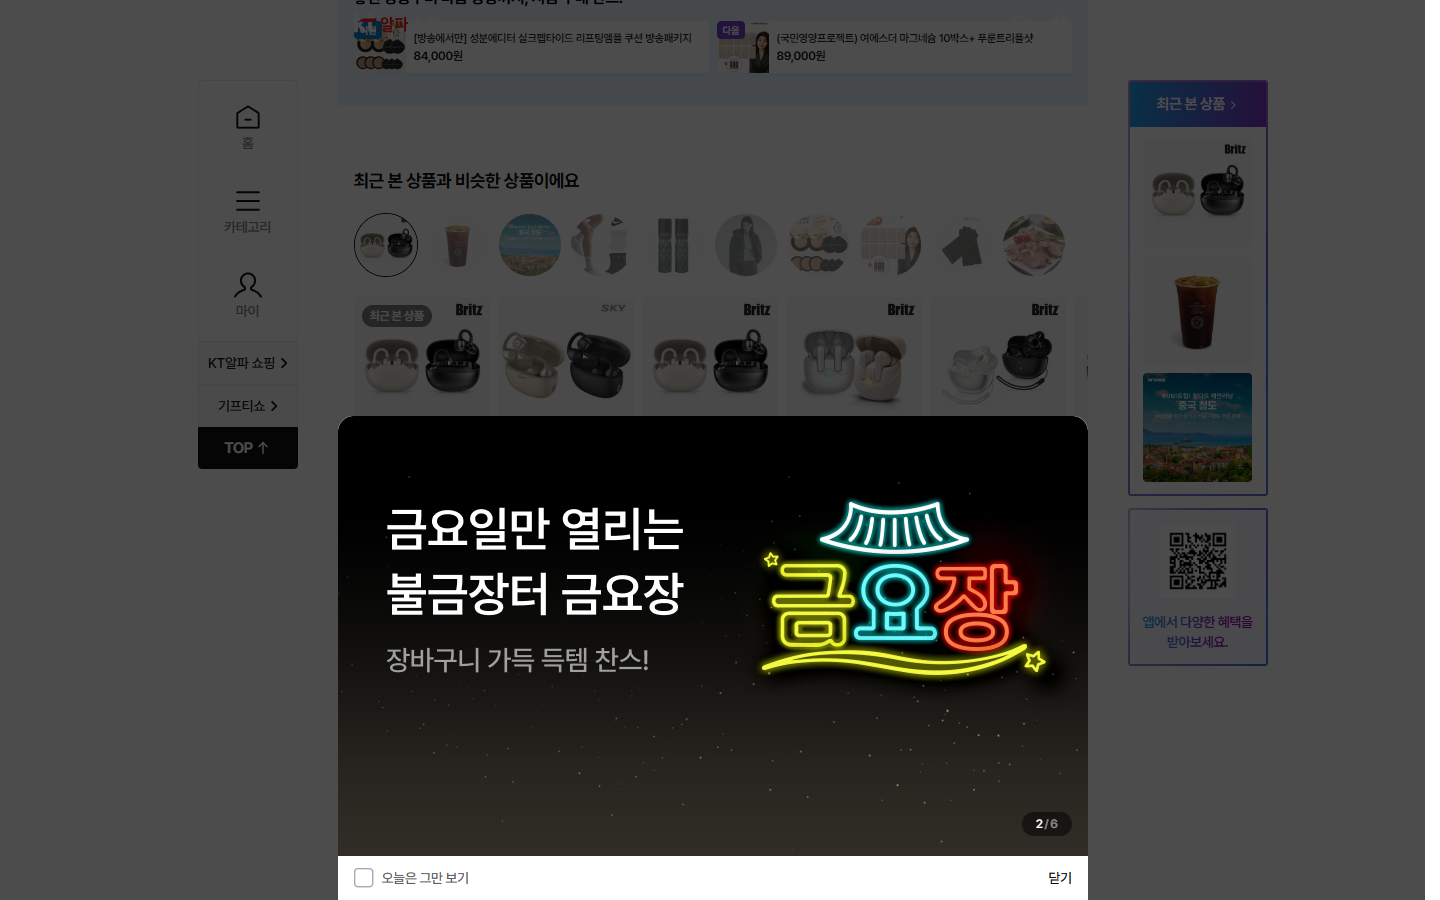 알파
[방송에서만] 성분에디터 실크펩타이드 리프팅앰플 쿠션 방송패키지
84,000원
다음
(국민영양프로젝트) 여에스더 마그네슘 10박스+ 푸룬트리플샷
89,000원
홈
카테고리
마이
KT알파 쇼핑
기프티쇼
TOP ↑
최근 본 상품과 비슷한 상품이에요
최근 본 상품
Britz
SKY
Britz
Britz
Britz
금요일만 열리는
불금장터 금요장
장바구니 가득 득템 찬스!
금요장
2/6
오늘은 그만 보기
닫기
최근 본 상품
Britz
중국 청도
앱에서 다양한 혜택을
받아보세요.